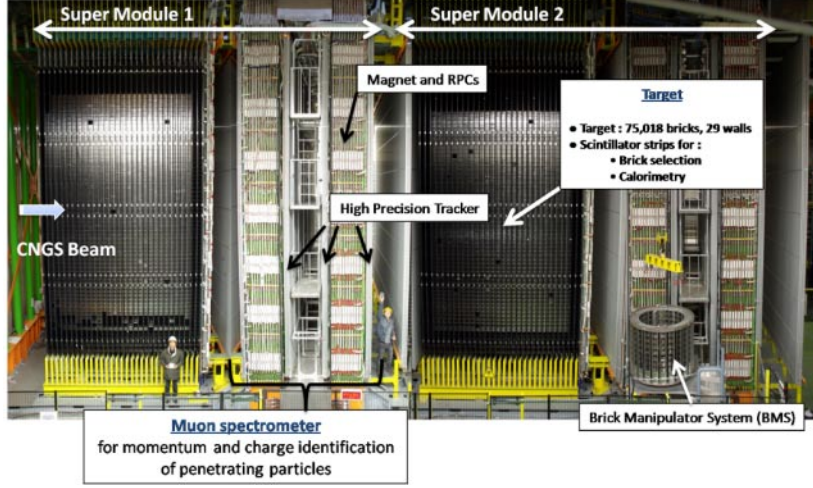 Super Module 1
Super Module 2
Magnet and RPCs
Target
• Target : 75,018 bricks, 29 walls
• Scintillator strips for :
• Brick selection
• Calorimetry
High Precision Tracker
CNGS Beam
Muon spectrometer
for momentum and charge identification
of penetrating particles
Brick Manipulator System (BMS)